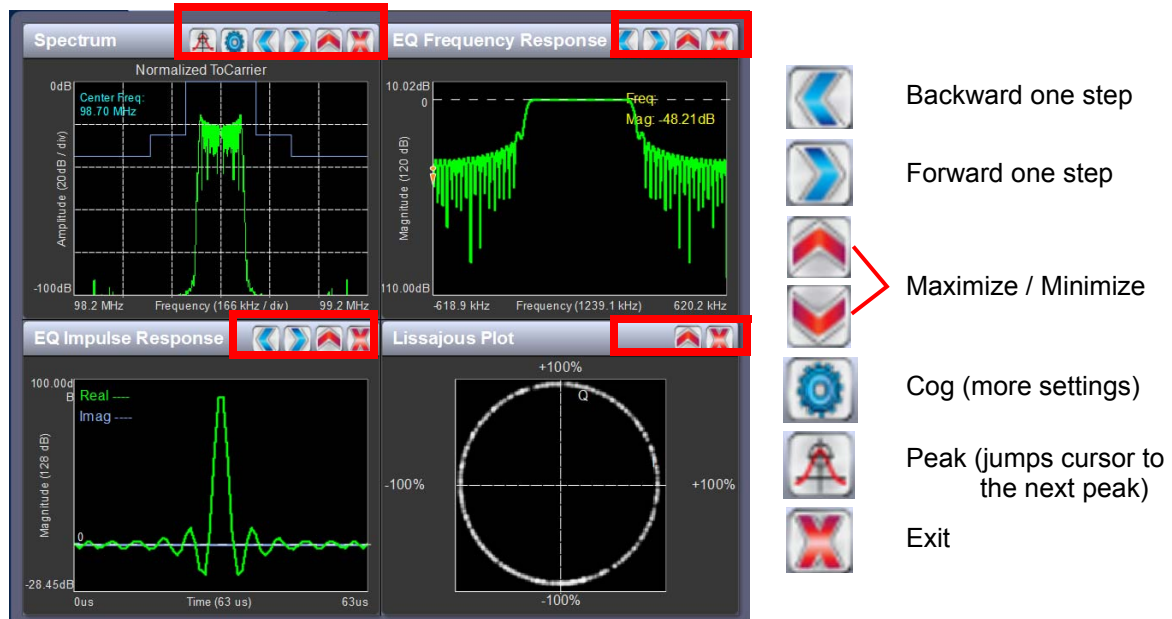 Spectrum
Normalized ToCarrier
0dB
Center Freq:
98.70 MHz
Amplitude (20dB / div)
-100dB
98.2 MHz
Frequency (166 kHz / div)
99.2 MHz
EQ Frequency Response
10.02dB
0
Freq:
Mag: -48.21dB
Magnitude (120 dB)
110.00dB
-618.9 kHz
Frequency (1239.1 kHz)
620.2 kHz
EQ Impulse Response
100.00d
B
Real ----
Imag ----
Magnitude (128 dB)
0
-28.45dB
0us
Time (63 us)
63us
Lissajous Plot
+100%
Q
-100%
+100%
-100%
Backward one step
Forward one step
Maximize / Minimize
Cog (more settings)
Peak (jumps cursor to
the next peak)
Exit